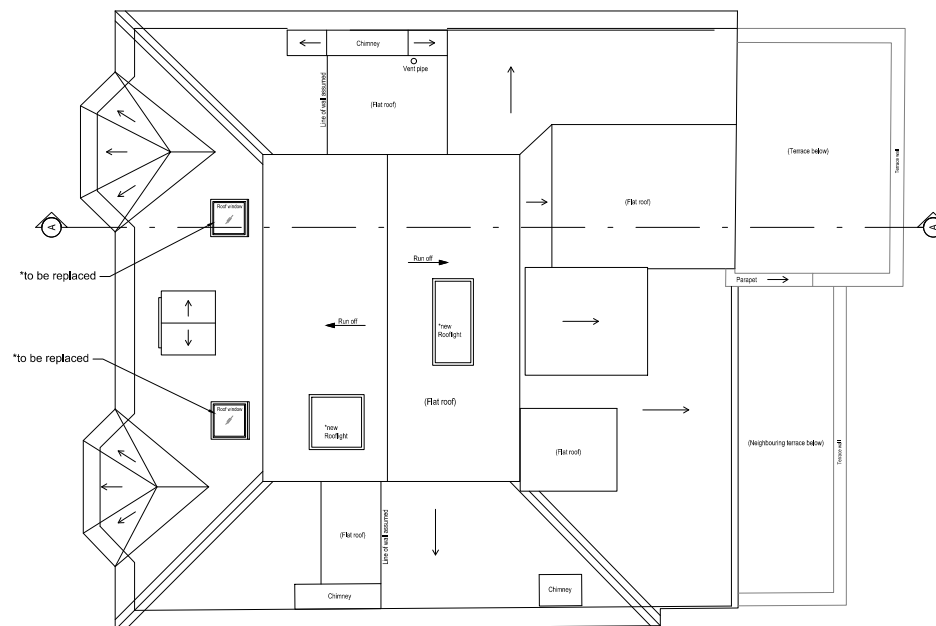 Chimney
Vent pipe
Line of wall assumed
(Flat roof)
(Terrace below)
Terrace wall
(Flat roof)
Roof window
A
A
*to be replaced
Run off
Parapet
*new
Rooflight
Run off
*to be replaced
Roof window
(Flat roof)
*new
Rooflight
(Flat roof)
(Neighbouring terrace below)
Terrace wall
(Flat roof)
Line of wall assumed
Chimney
Chimney